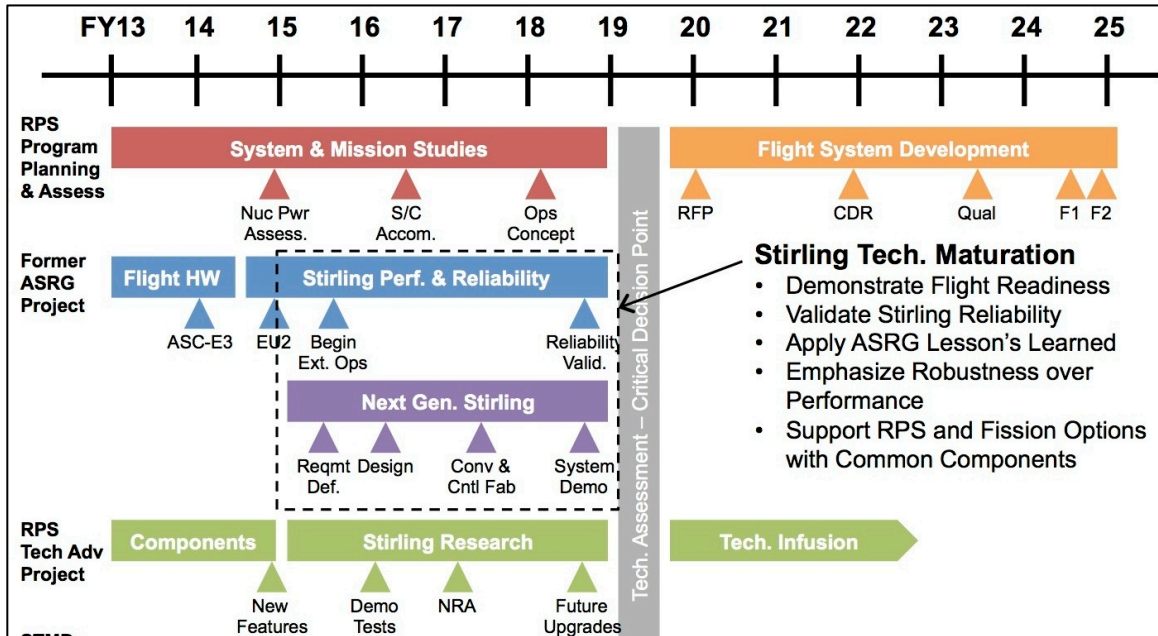 FY13 14 15 16 17 18 19 20 21 22 23 24 25
RPS
Program
Planning
& Assess
System & Mission Studies
Nuc Pwr
Assess.
S/C
Accom.
Ops
Concept
Flight System Development
RFP
CDR
Qual
F1
F2
Tech. Assessment – Critical Decision Point
Former
ASRG
Project
Flight HW
Stirling Perf. & Reliability
ASC-E3
EU2
Begin
Ext. Ops
Reliability
Valid.
Next Gen. Stirling
Reqmt
Def.
Design
Conv &
Cntl Fab
System
Demo
Stirling Tech. Maturation
• Demonstrate Flight Readiness
• Validate Stirling Reliability
• Apply ASRG Lesson's Learned
• Emphasize Robustness over
Performance
• Support RPS and Fission Options
with Common Components
RPS
Tech Adv
Project
Components
Stirling Research
Tech. Infusion
New
Features
Demo
Tests
NRA
Future
Upgrades